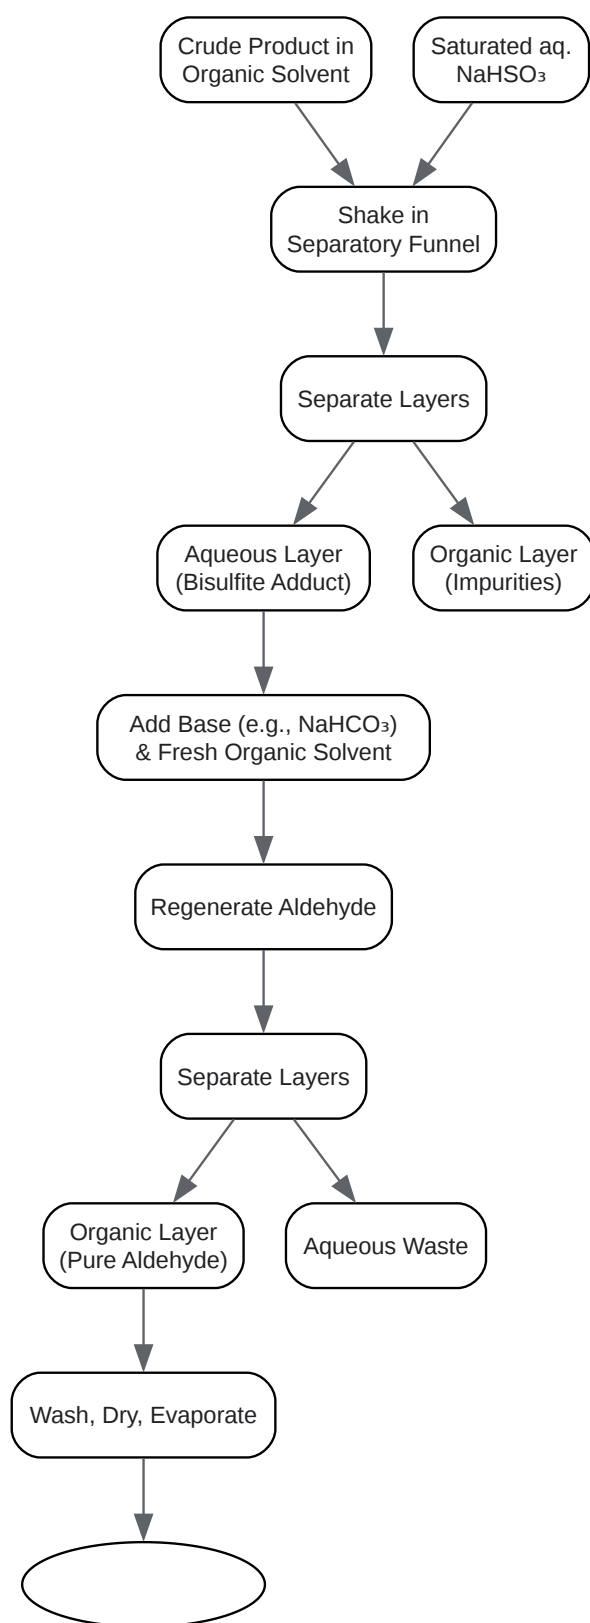 Crude Product in
Organic Solvent
Saturated aq.
NaHSO₃
Shake in
Separatory Funnel
Separate Layers
Aqueous Layer
(Bisulfite Adduct)
Organic Layer
(Impurities)
Add Base (e.g., NaHCO₃)
& Fresh Organic Solvent
Regenerate Aldehyde
Separate Layers
Organic Layer
(Pure Aldehyde)
Aqueous Waste
Wash, Dry, Evaporate